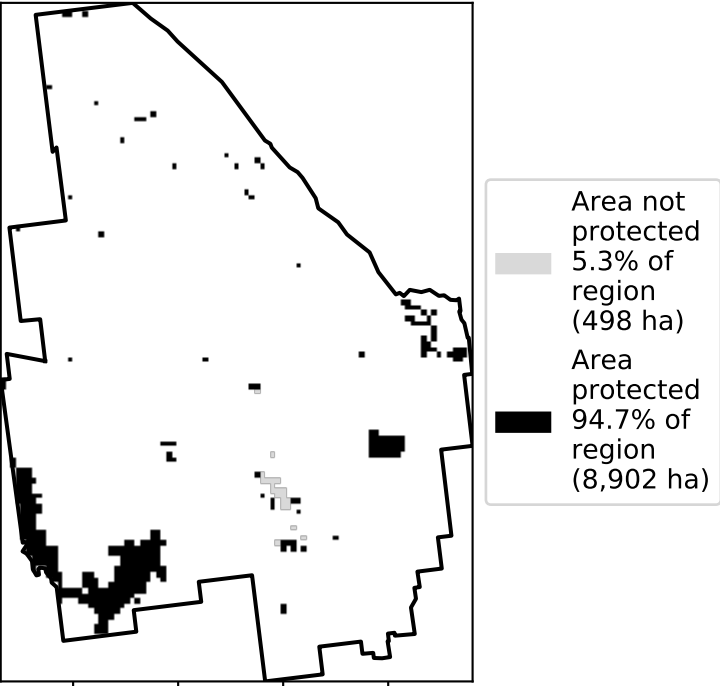 Area not
protected
5.3% of
region
(498 ha)
Area
protected
94.7% of
region
(8,902 ha)